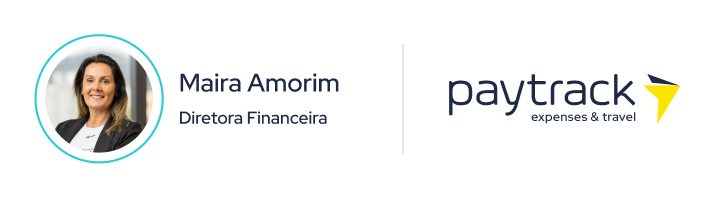 Maira Amorim
Diretora Financeira
paytrack
expenses & travel